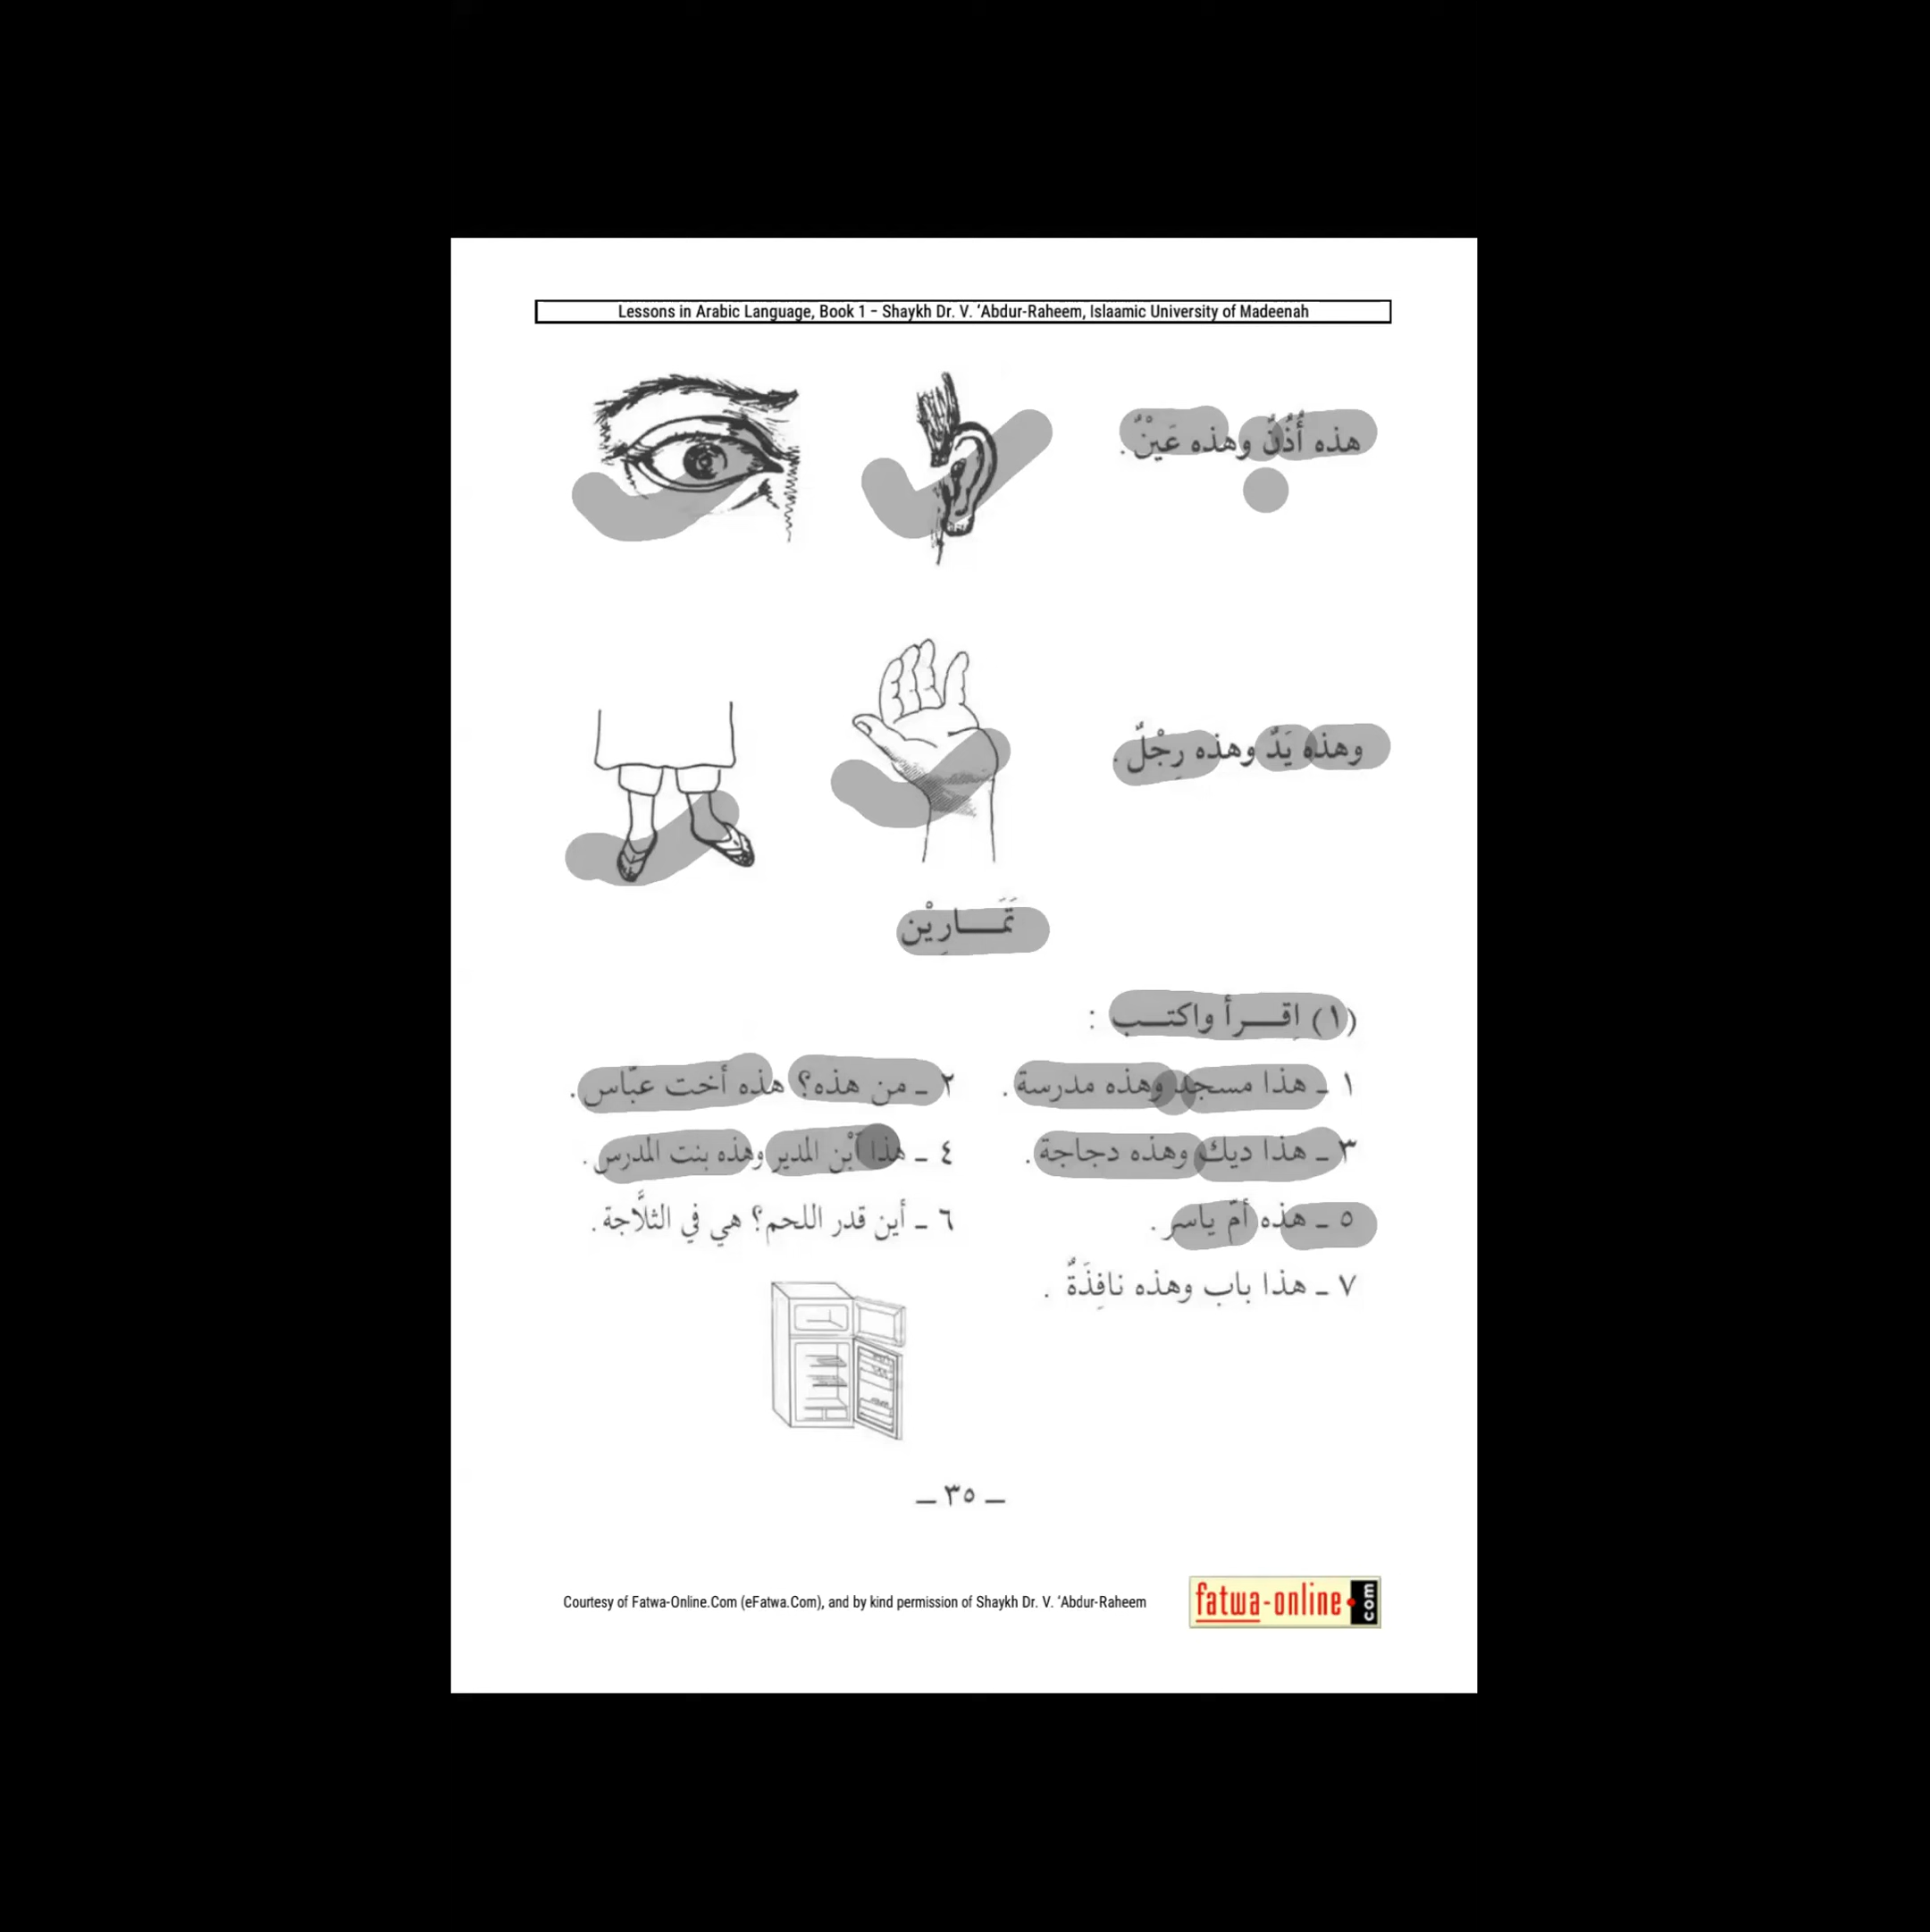 Lessons in Arabic Language, Book 1 – Shaykh Dr. V. ‘Abdur-Raheem, Islaamic University of Madeenah
هذه أُذُنٌ وهذه عَيْنٌ.
وهذه يَدٌ وهذه رِجْلٌ.
تَمَــارِيْن
(١) اِقــرأ واكتــب :
١ ـ هذا مسجد وهذه مدرسة .
٢ ـ من هذه؟ هذه أخت عبّاس .
٣ ـ هذا ديك وهذه دجاجة .
٤ ـ هذا اَبْن المدير وهذه بنت المدرس .
٥ ـ هذه أمّ ياسر .
٦ ـ أين قدر اللحم؟ هي في الثلاَّجة .
٧ ـ هذا باب وهذه نافِذَةٌ .
ـ ٣٥ ـ
Courtesy of Fatwa-Online.Com (eFatwa.Com), and by kind permission of Shaykh Dr. V. ‘Abdur-Raheem
fatwa-online.com